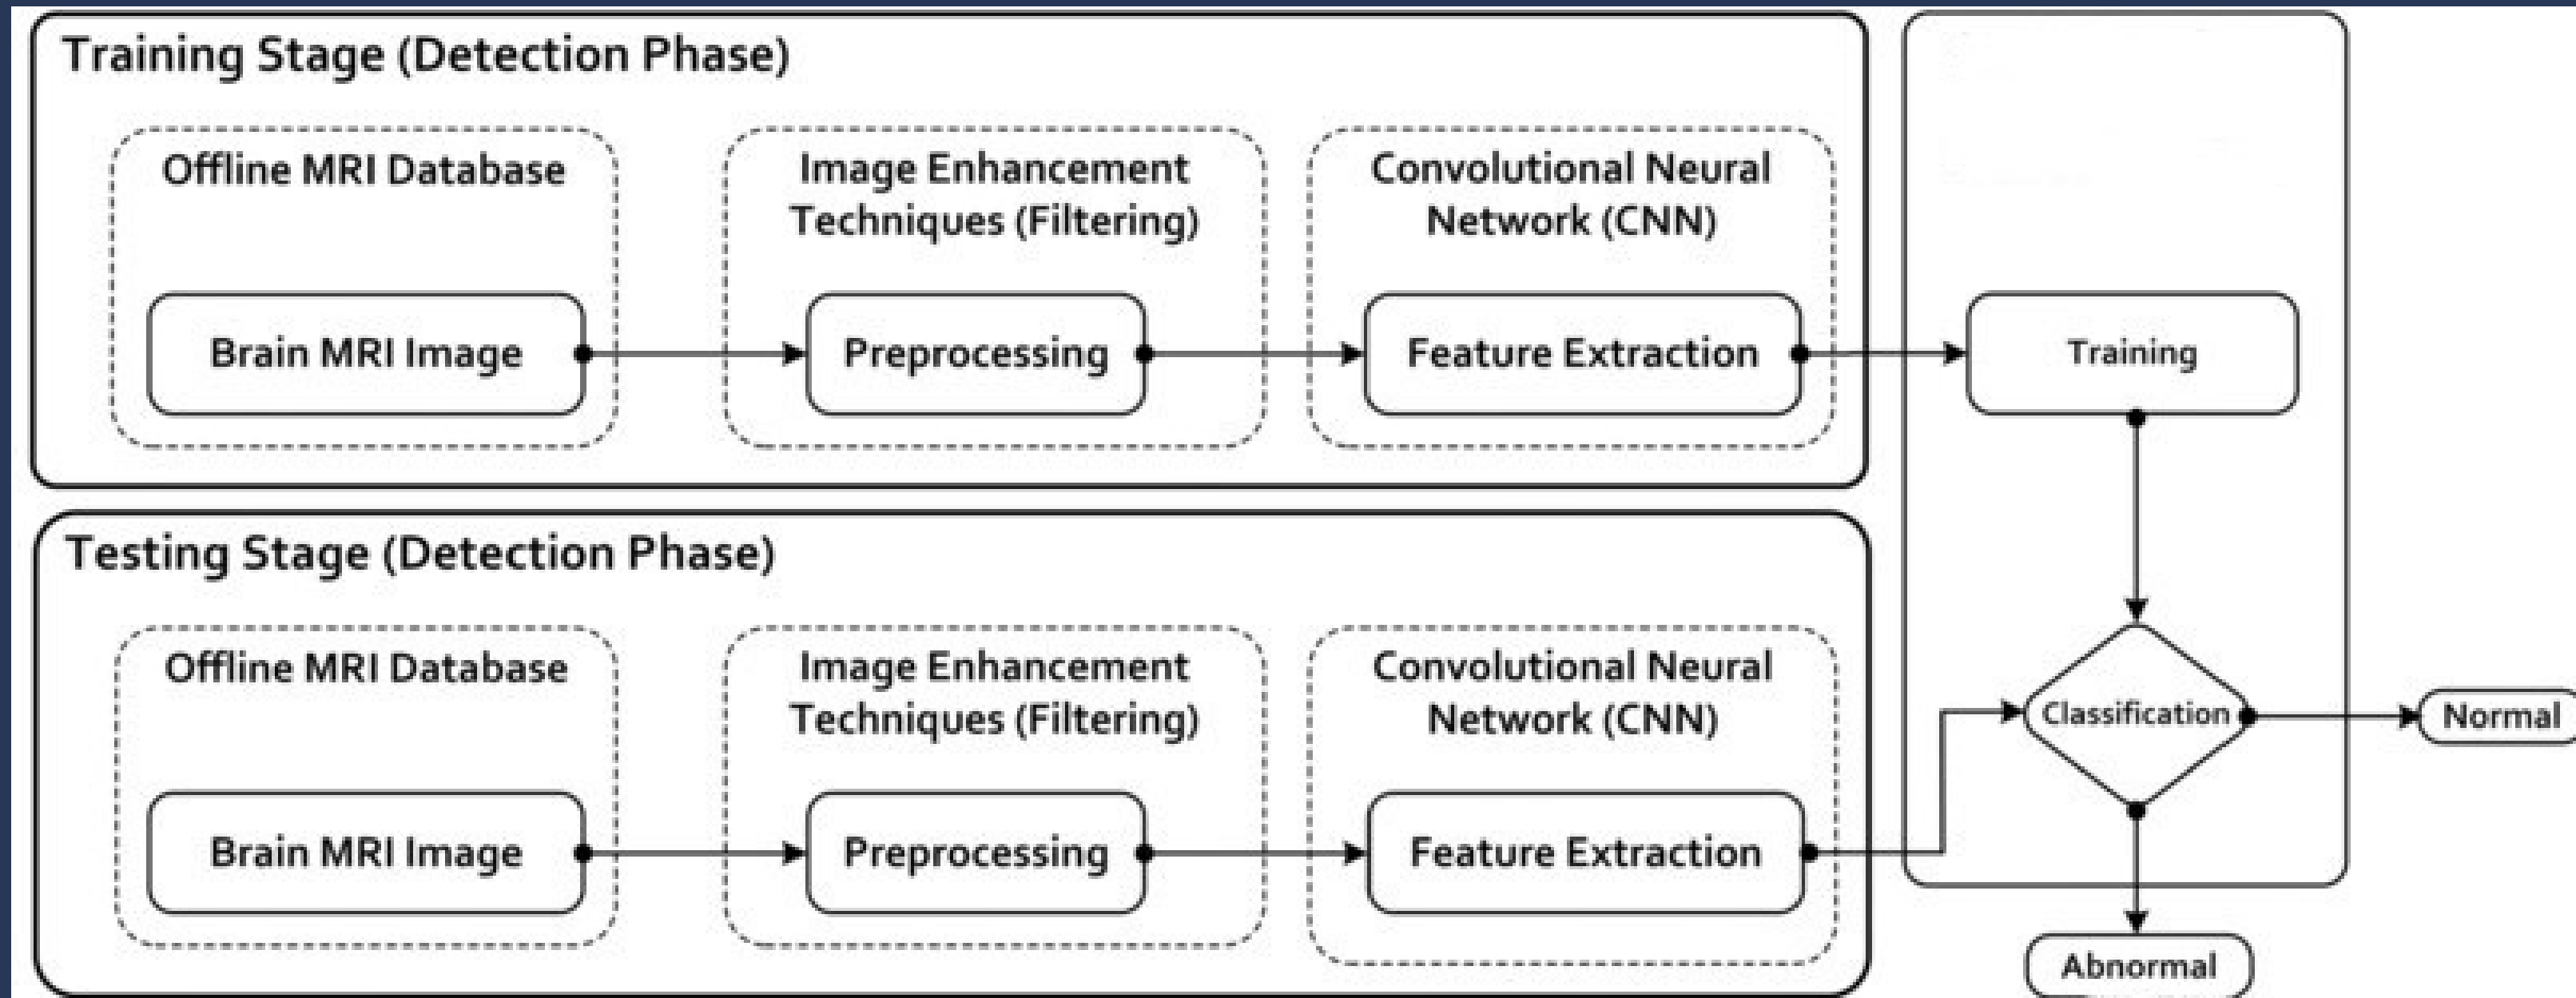 Training Stage (Detection Phase)
Offline MRI Database
Image Enhancement
Techniques (Filtering)
Convolutional Neural
Network (CNN)
Brain MRI Image
Preprocessing
Feature Extraction
Training
Testing Stage (Detection Phase)
Offline MRI Database
Image Enhancement
Techniques (Filtering)
Convolutional Neural
Network (CNN)
Brain MRI Image
Preprocessing
Feature Extraction
Classification
Normal
Abnormal